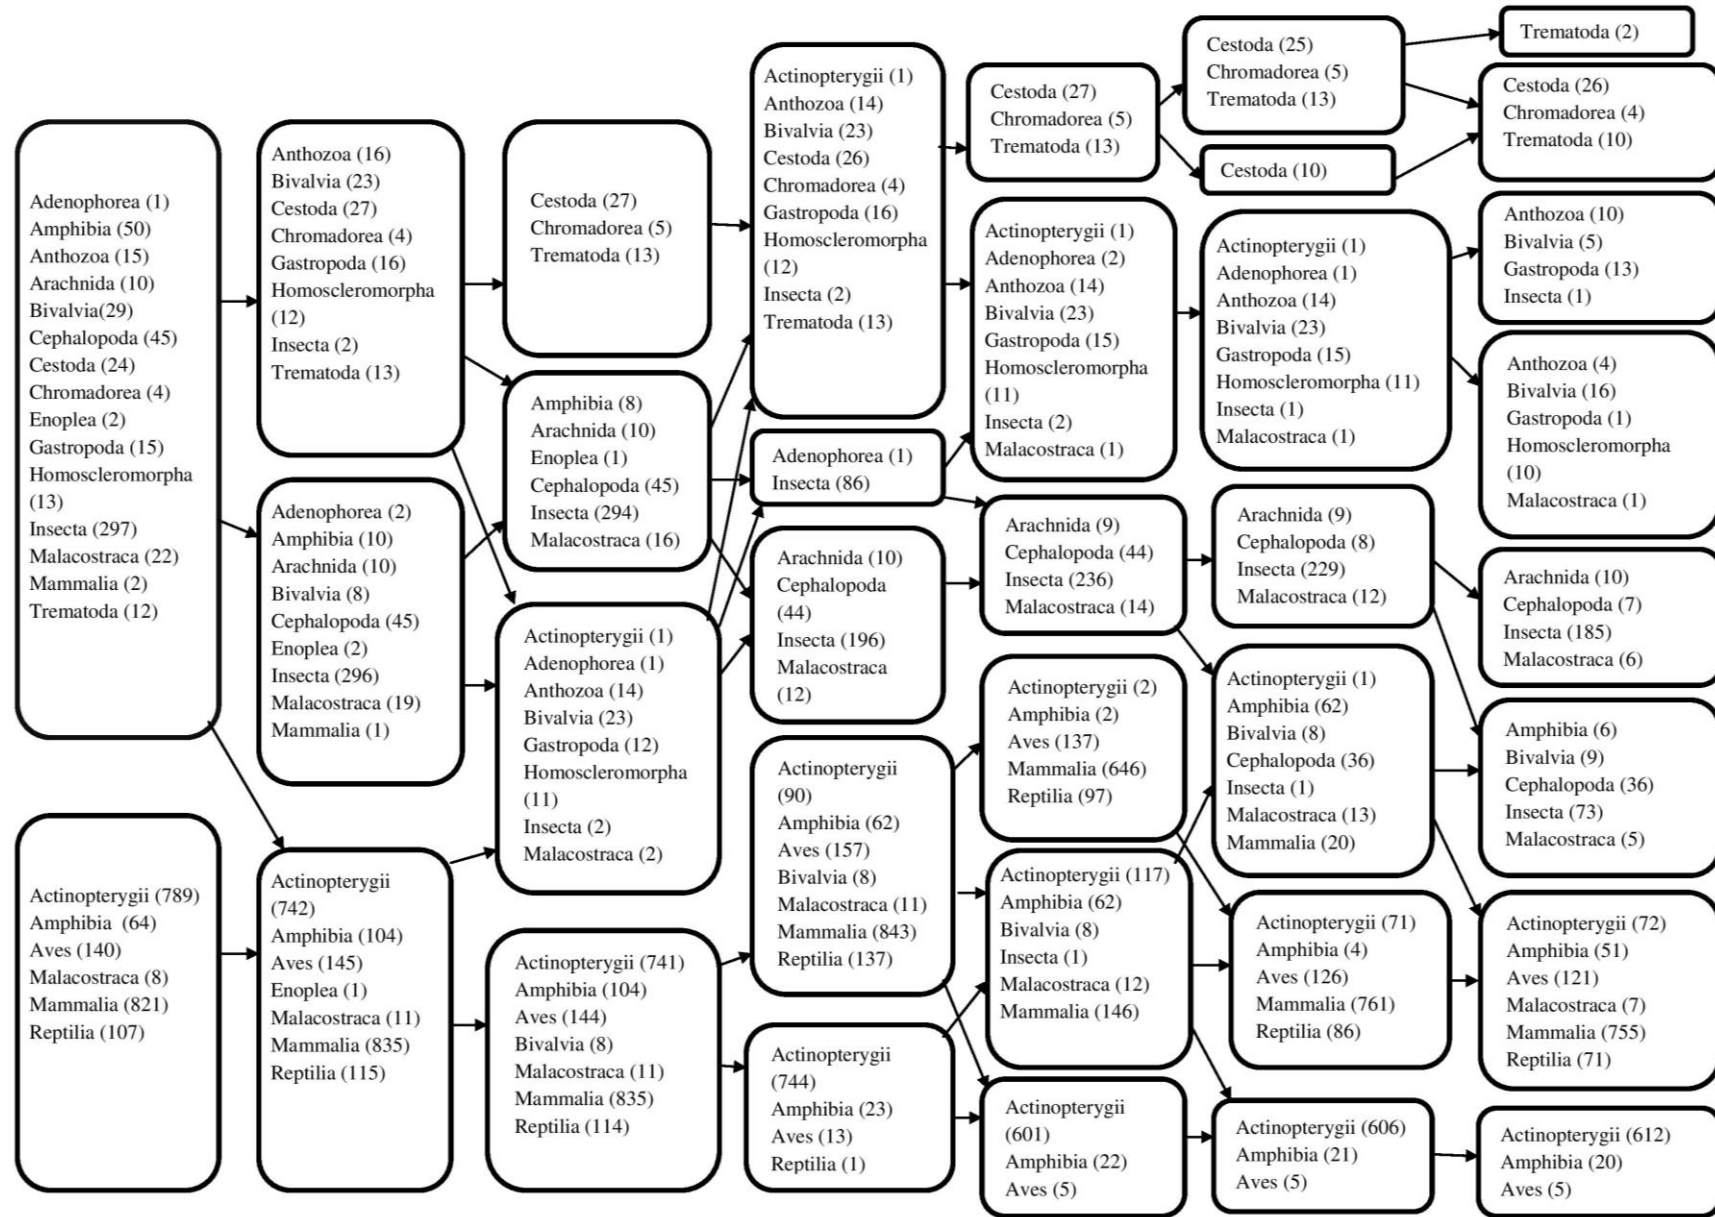 Adenophorea (1)
Amphibia (50)
Anthozoa (15)
Arachnida (10)
Bivalvia(29)
Cephalopoda (45)
Cestoda (24)
Chromadorea (4)
Enoplea (2)
Gastropoda (15)
Homoscleromorpha
(13)
Insecta (297)
Malacostraca (22)
Mammalia (2)
Trematoda (12)
Actinopterygii (789)
Amphibia (64)
Aves (140)
Malacostraca (8)
Mammalia (821)
Reptilia (107)
Anthozoa (16)
Bivalvia (23)
Cestoda (27)
Chromadorea (4)
Gastropoda (16)
Homoscleromorpha
(12)
Insecta (2)
Trematoda (13)
Adenophorea (2)
Amphibia (10)
Arachnida (10)
Bivalvia (8)
Cephalopoda (45)
Enoplea (2)
Insecta (296)
Malacostraca (19)
Mammalia (1)
Actinopterygii
(742)
Amphibia (104)
Aves (145)
Enoplea (1)
Malacostraca (11)
Mammalia (835)
Reptilia (115)
Cestoda (27)
Chromadorea (5)
Trematoda (13)
Amphibia (8)
Arachnida (10)
Enoplea (1)
Cephalopoda (45)
Insecta (294)
Malacostraca (16)
Actinopterygii (1)
Adenophorea (1)
Anthozoa (14)
Bivalvia (23)
Gastropoda (12)
Homoscleromorpha
(11)
Insecta (2)
Malacostraca (2)
Actinopterygii (741)
Amphibia (104)
Aves (144)
Bivalvia (8)
Malacostraca (11)
Mammalia (835)
Reptilia (114)
Actinopterygii (1)
Anthozoa (14)
Bivalvia (23)
Cestoda (26)
Chromadorea (4)
Gastropoda (16)
Homoscleromorpha
(12)
Insecta (2)
Trematoda (13)
Adenophorea (1)
Insecta (86)
Arachnida (10)
Cephalopoda
(44)
Insecta (196)
Malacostraca
(12)
Actinopterygii
(90)
Amphibia (62)
Aves (157)
Bivalvia (8)
Malacostraca (11)
Mammalia (843)
Reptilia (137)
Actinopterygii
(744)
Amphibia (23)
Aves (13)
Reptilia (1)
Cestoda (27)
Chromadorea (5)
Trematoda (13)
Actinopterygii (1)
Adenophorea (2)
Anthozoa (14)
Bivalvia (23)
Gastropoda (15)
Homoscleromorpha
(11)
Insecta (2)
Malacostraca (1)
Arachnida (9)
Cephalopoda (44)
Insecta (236)
Malacostraca (14)
Actinopterygii (2)
Amphibia (2)
Aves (137)
Mammalia (646)
Reptilia (97)
Actinopterygii (117)
Amphibia (62)
Bivalvia (8)
Insecta (1)
Malacostraca (12)
Mammalia (146)
Actinopterygii
(601)
Amphibia (22)
Aves (5)
Cestoda (25)
Chromadorea (5)
Trematoda (13)
Cestoda (10)
Actinopterygii (1)
Adenophorea (1)
Anthozoa (14)
Bivalvia (23)
Gastropoda (15)
Homoscleromorpha (11)
Insecta (1)
Malacostraca (1)
Arachnida (9)
Cephalopoda (8)
Insecta (229)
Malacostraca (12)
Actinopterygii (1)
Amphibia (62)
Bivalvia (8)
Cephalopoda (36)
Insecta (1)
Malacostraca (13)
Mammalia (20)
Actinopterygii (71)
Amphibia (4)
Aves (126)
Mammalia (761)
Reptilia (86)
Actinopterygii (606)
Amphibia (21)
Aves (5)
Trematoda (2)
Cestoda (26)
Chromadorea (4)
Trematoda (10)
Anthozoa (10)
Bivalvia (5)
Gastropoda (13)
Insecta (1)
Anthozoa (4)
Bivalvia (16)
Gastropoda (1)
Homoscleromorpha
(10)
Malacostraca (1)
Arachnida (10)
Cephalopoda (7)
Insecta (185)
Malacostraca (6)
Amphibia (6)
Bivalvia (9)
Cephalopoda (36)
Insecta (73)
Malacostraca (5)
Actinopterygii (72)
Amphibia (51)
Aves (121)
Malacostraca (7)
Mammalia (755)
Reptilia (71)
Actinopterygii (612)
Amphibia (20)
Aves (5)